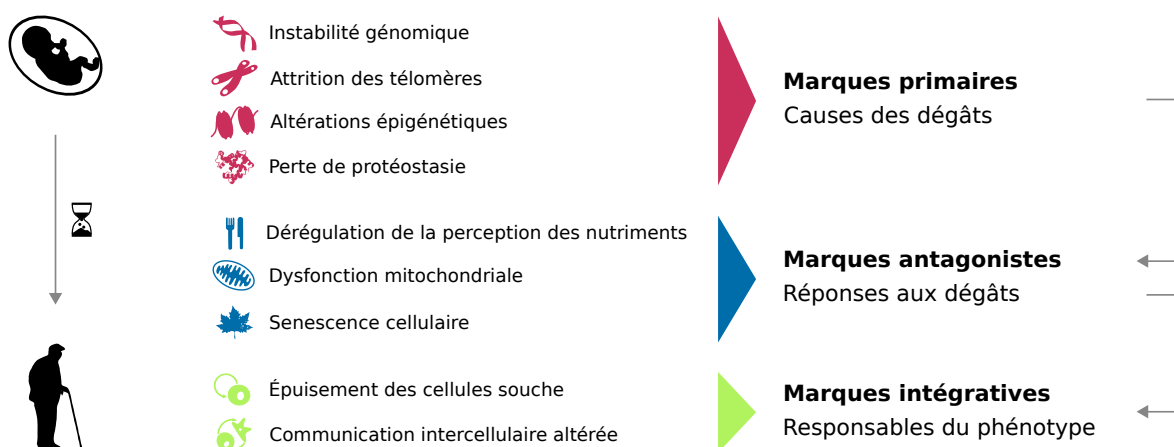 Instabilité génomique
Attrition des télomères
Altérations épigénétiques
Perte de protéostasie
Marques primaires
Causes des dégâts
Dérégulation de la perception des nutriments
Dysfonction mitochondriale
Senescence cellulaire
Marques antagonistes
Réponses aux dégâts
Épuisement des cellules souche
Communication intercellulaire altérée
Marques intégratives
Responsables du phénotype